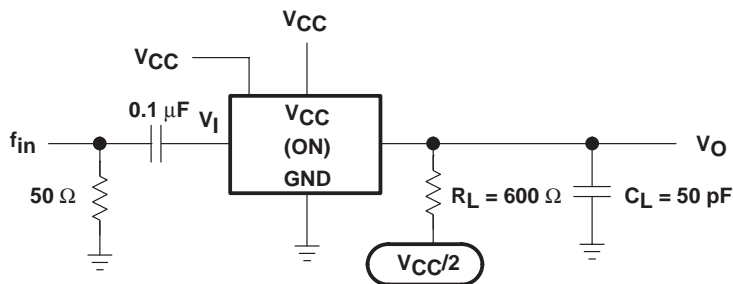 VCC
VCC
0.1 μF
VI
VCC
(ON)
GND
fin
VO
50 Ω
RL = 600 Ω
CL = 50 pF
VCC/2